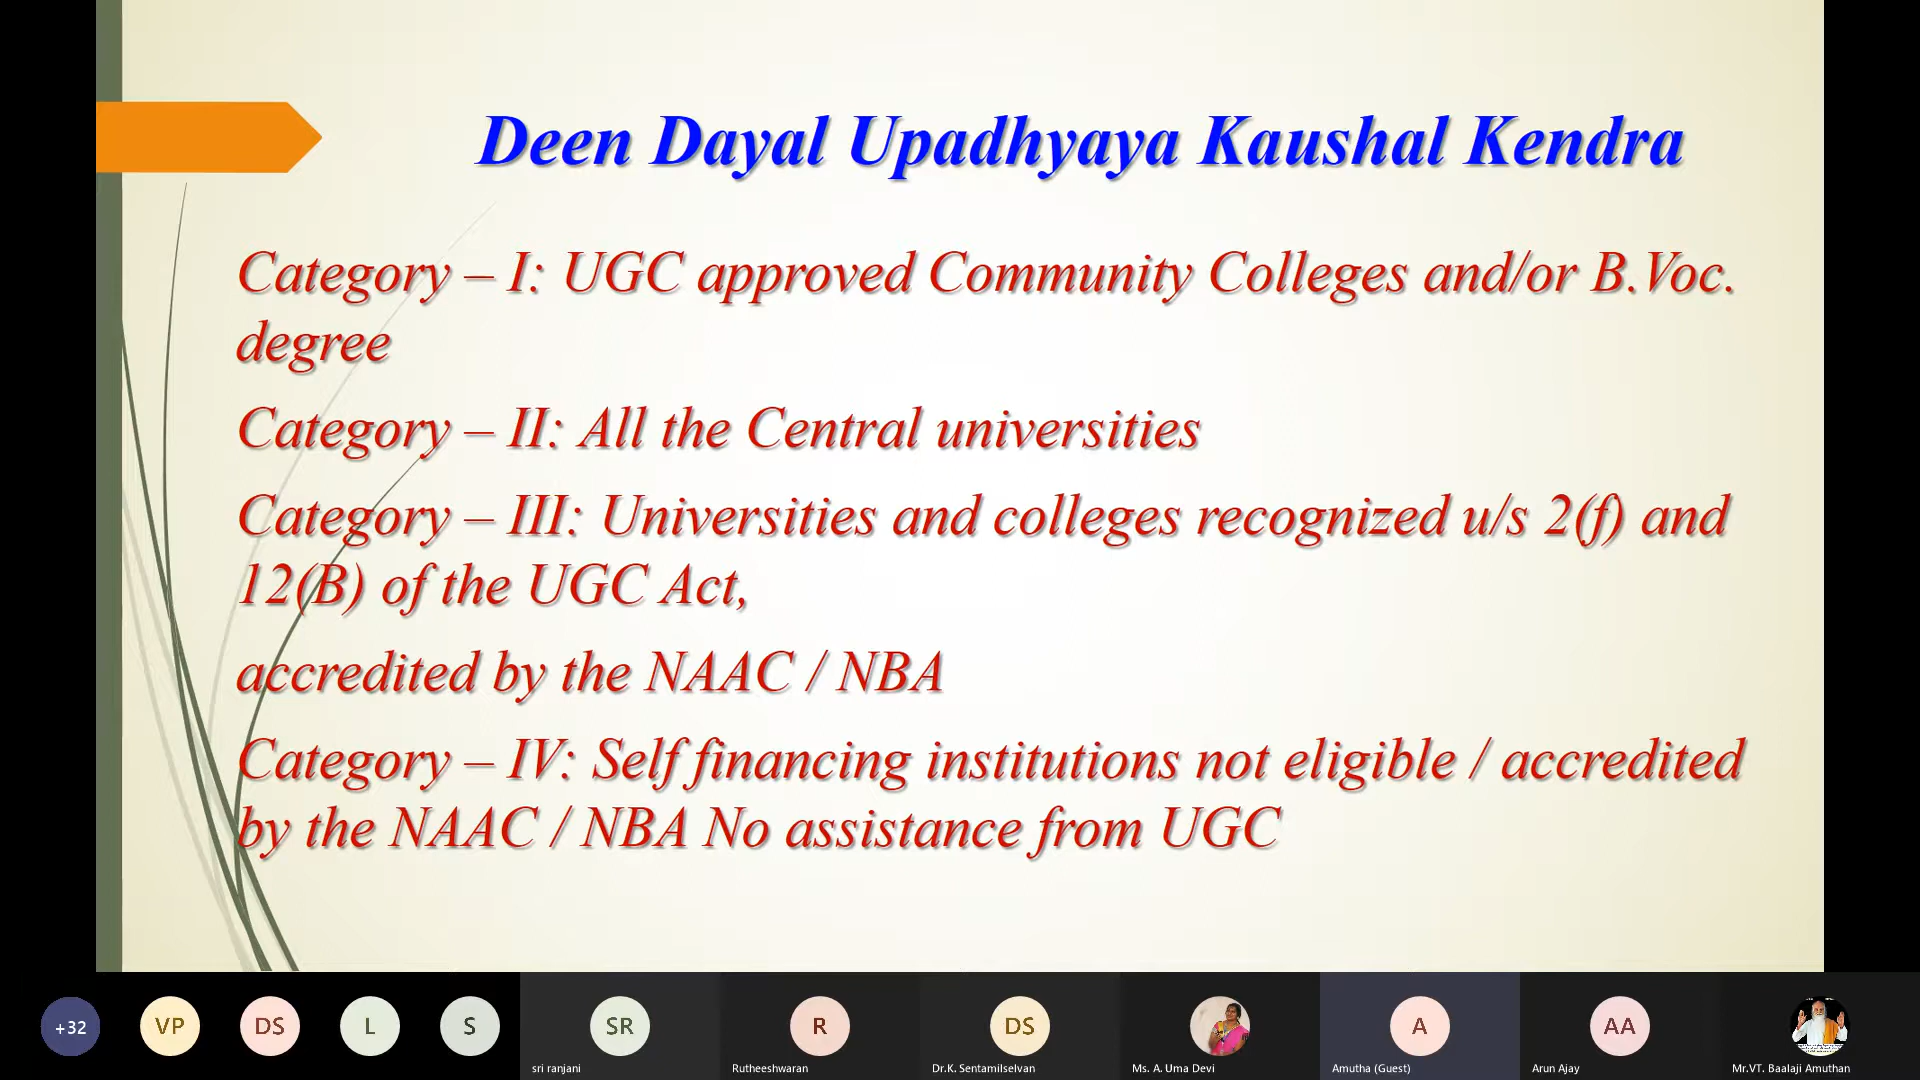 Deen Dayal Upadhyaya Kaushal Kendra
Category – I: UGC approved Community Colleges and/or B.Voc.
degree
Category – II: All the Central universities
Category – III: Universities and colleges recognized u/s 2(f) and
12(B) of the UGC Act,
accredited by the NAAC / NBA
Category – IV: Self financing institutions not eligible / accredited
by the NAAC / NBA No assistance from UGC
+32
VP
DS
L
S
SR
R
DS
A
AA
sri ranjani
Rutheeshwaran
Dr.K. Sentamilselvan
Ms. A. Uma Devi
Amutha (Guest)
Arun Ajay
Mr.VT. Baalaji Amuthan